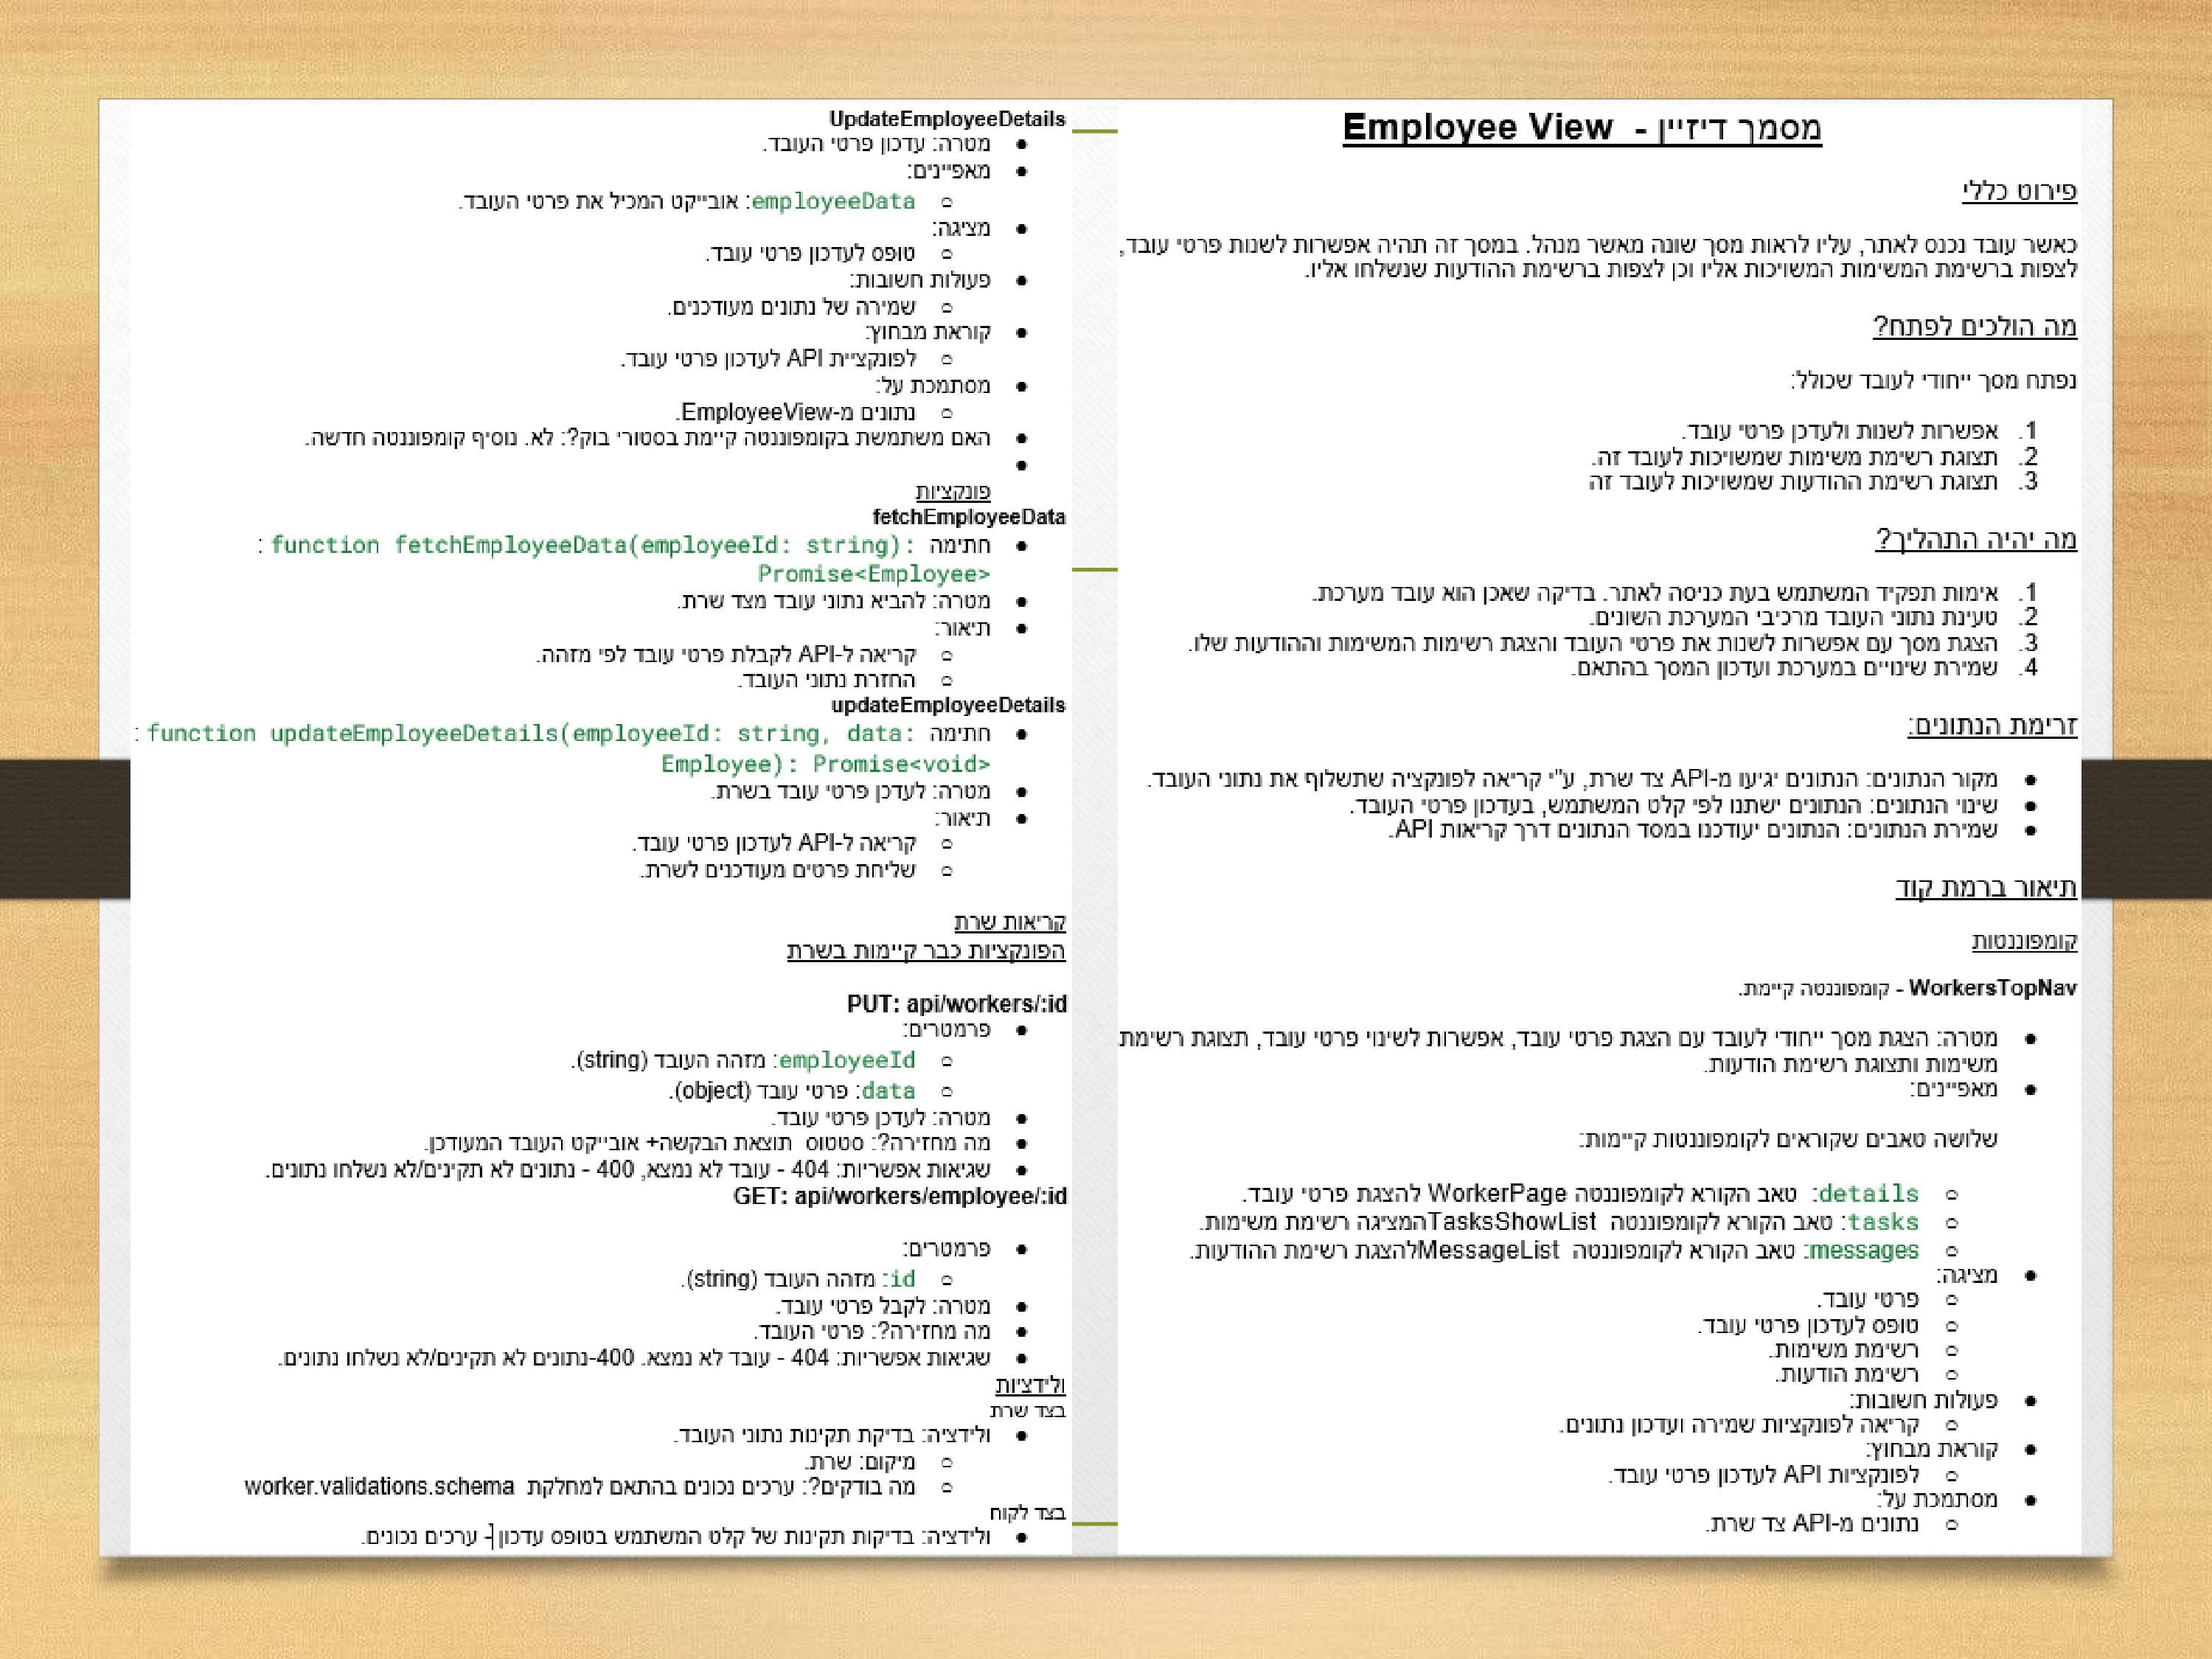 מסמך דיזיין - Employee View
פירוט כללי
כאשר עובד נכנס לאתר, עליו לראות מסך שונה מאשר מנהל. במסך זה תהיה אפשרות לשנות פרטי עובד,
לצפות ברשימת המשימות המשויכות אליו וכן לצפות ברשימת ההודעות שנשלחו אליו.
מה הולכים לפתח?
נפתח מסך ייחודי לעובד שכולל:
1. אפשרות לשנות ולעדכן פרטי עובד.
2. תצוגת רשימת משימות שמשויכות לעובד זה.
3. תצוגת רשימת ההודעות שמשויכות לעובד זה
מה יהיה התהליך?
1. אימות תפקיד המשתמש בעת כניסה לאתר. בדיקה שאכן הוא עובד מערכת.
2. טעינת נתוני העובד מרכיבי המערכת השונים.
3. הצגת מסך עם אפשרות לשנות את פרטי העובד והצגת רשימות המשימות וההודעות שלו.
4. שמירת שינויים במערכת ועדכון המסך בהתאם.
זרימת הנתונים:
● מקור הנתונים: הנתונים יגיעו מ-API צד שרת, ע"י קריאה לפונקציה שתשלוף את נתוני העובד.
● שינוי הנתונים: הנתונים ישתנו לפי קלט המשתמש, בעדכון פרטי העובד.
● שמירת הנתונים: הנתונים יעודכנו במסד הנתונים דרך קריאות API.
תיאור ברמת קוד
קומפוננטות
WorkersTopNav - קומפוננטה קיימת.
● מטרה: הצגת מסך ייחודי לעובד עם הצגת פרטי עובד, אפשרות לשינוי פרטי עובד, תצוגת רשימת
משימות ותצוגת רשימת הודעות.
● מאפיינים:
שלושה טאבים שקוראים לקומפוננטות קיימות:
○ details: טאב הקורא לקומפוננטה WorkerPage להצגת פרטי עובד.
○ tasks: טאב הקורא לקומפוננטה TasksShowListהמציגה רשימת משימות.
○ messages: טאב הקורא לקומפוננטה MessageListלהצגת רשימת ההודעות.
● מציגה:
○ פרטי עובד.
○ טופס לעדכון פרטי עובד.
○ רשימת משימות.
○ רשימת הודעות.
● פעולות חשובות:
○ קריאה לפונקציות שמירה ועדכון נתונים.
● קוראת מבחוץ:
○ לפונקציות API לעדכון פרטי עובד.
● מסתמכת על:
○ נתונים מ-API צד שרת.
UpdateEmployeeDetails
● מטרה: עדכון פרטי העובד.
● מאפיינים:
○ employeeData: אובייקט המכיל את פרטי העובד.
● מציגה:
○ טופס לעדכון פרטי עובד.
● פעולות חשובות:
○ שמירה של נתונים מעודכנים.
● קוראת מבחוץ:
○ לפונקציית API לעדכון פרטי עובד.
● מסתמכת על:
○ נתונים מ-EmployeeView.
● האם משתמשת בקומפוננטה קיימת בסטורי בוק?: לא. נוסיף קומפוננטה חדשה.
●
פונקציות
fetchEmployeeData
● חתימה function fetchEmployeeData(employeeId: string): :
Promise<Employee>
● מטרה: להביא נתוני עובד מצד שרת.
● תיאור:
○ קריאה ל-API לקבלת פרטי עובד לפי מזהה.
○ החזרת נתוני העובד.
updateEmployeeDetails
● חתימה function updateEmployeeDetails(employeeId: string, data: :
Employee): Promise<void>
● מטרה: לעדכן פרטי עובד בשרת.
● תיאור:
○ קריאה ל-API לעדכון פרטי עובד.
○ שליחת פרטים מעודכנים לשרת.
קריאות שרת
הפונקציות כבר קיימות בשרת
PUT: api/workers/:id
● פרמטרים:
○ employeeId: מזהה העובד (string).
○ data: פרטי עובד (object).
● מטרה: לעדכן פרטי עובד.
● מה מחזירה?: סטטוס תוצאת הבקשה+ אובייקט העובד המעודכן.
● שגיאות אפשריות: 404 - עובד לא נמצא, 400 - נתונים לא תקינים/לא נשלחו נתונים.
GET: api/workers/employee/:id
● פרמטרים:
○ id: מזהה העובד (string).
● מטרה: לקבל פרטי עובד.
● מה מחזירה?: פרטי העובד.
● שגיאות אפשריות: 404 - עובד לא נמצא. 400-נתונים לא תקינים/לא נשלחו נתונים.
ולידציות
בצד שרת
● ולידציה: בדיקת תקינות נתוני העובד.
○ מיקום: שרת.
○ מה בודקים?: ערכים נכונים בהתאם למחלקת worker.validations.schema
בצד לקוח
● ולידציה: בדיקות תקינות של קלט המשתמש בטופס עדכון - ערכים נכונים.